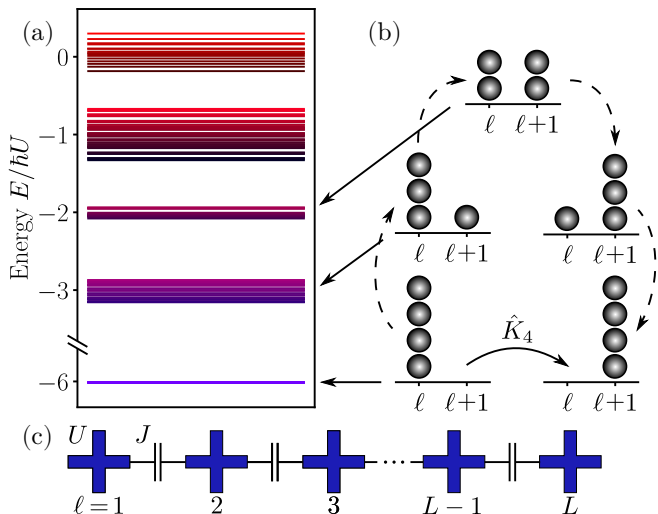 (a)
Energy E/ℏU
0
−1
−2
−3
−6
(b)
ℓ ℓ+1
ℓ ℓ+1
ℓ ℓ+1
K̂₄
ℓ ℓ+1
ℓ ℓ+1
(c)
U J
ℓ=1 2 3 ··· L−1 L